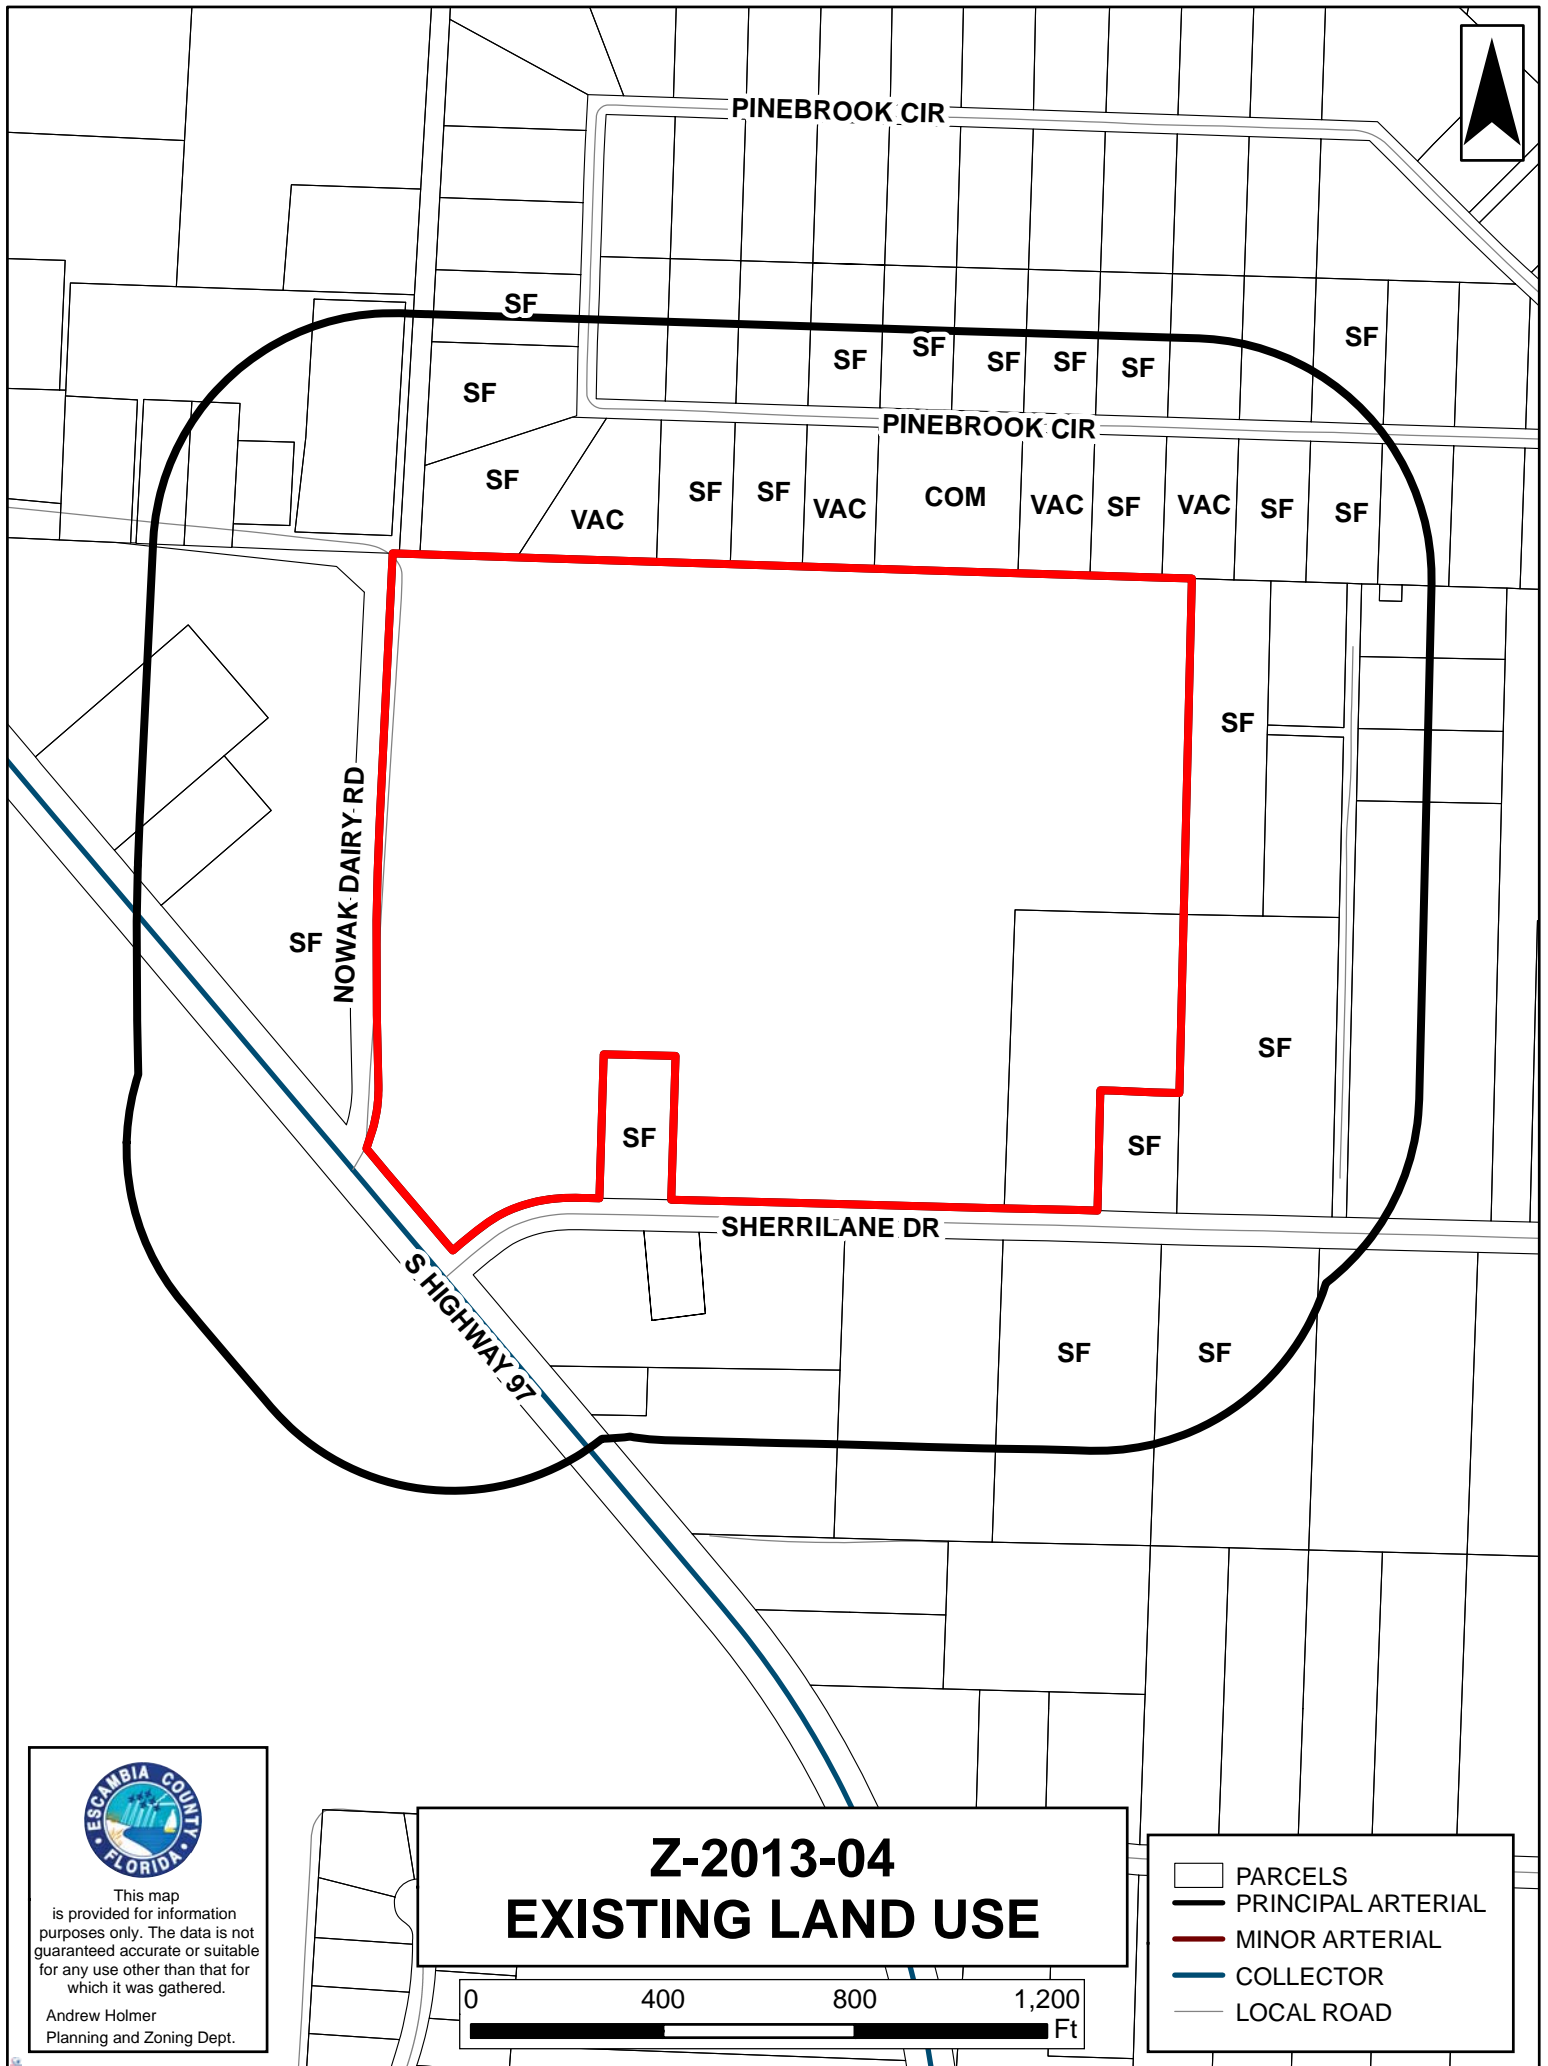 PINEBROOK CIR
SF
SF
SF
SF
SF
SF
SF
SF
PINEBROOK CIR
SF
VAC
SF
SF
VAC
COM
VAC
SF
VAC
SF
SF
SF
NOWAK DAIRY RD
SF
SF
SF
SF
SHERRILANE DR
S HIGHWAY 97
SF
SF
ESCAMBIA COUNTY
FLORIDA
This map
is provided for information
purposes only. The data is not
guaranteed accurate or suitable
for any use other than that for
which it was gathered.
Andrew Holmer
Planning and Zoning Dept.
Z-2013-04
EXISTING LAND USE
0 400 800 1,200
Ft
PARCELS
PRINCIPAL ARTERIAL
MINOR ARTERIAL
COLLECTOR
LOCAL ROAD